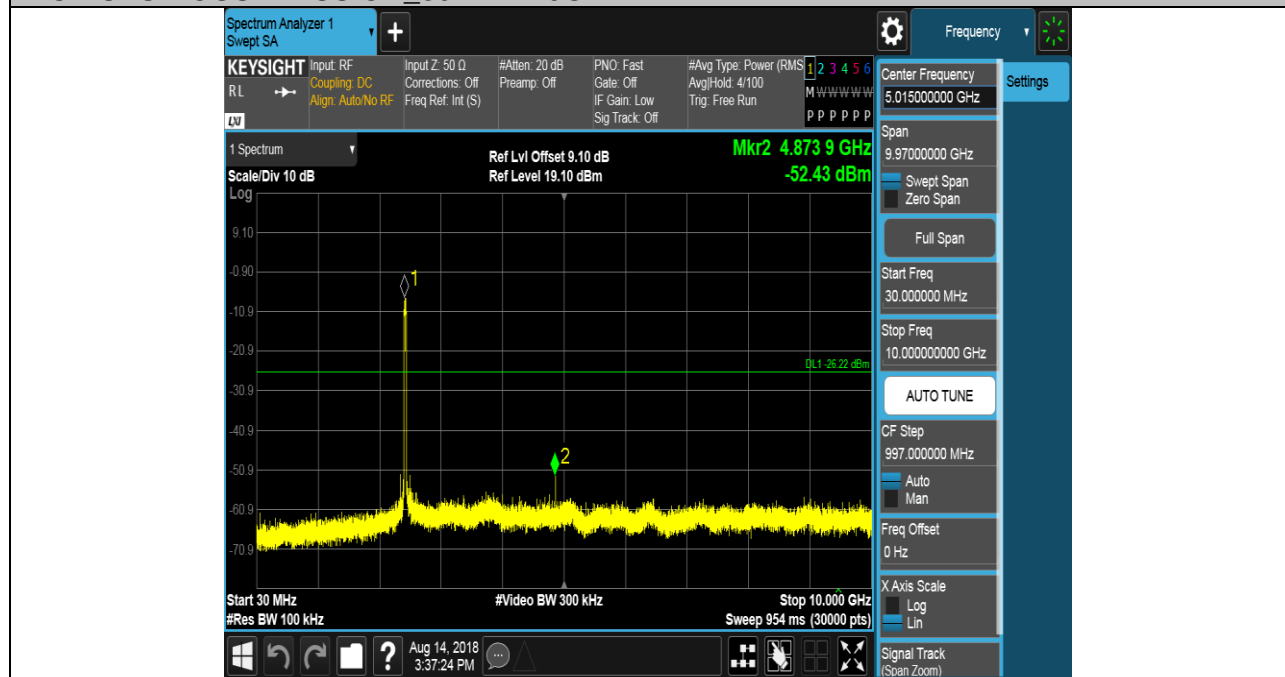 Spectrum Analyzer 1
Swept SA
+
Frequency
KEYSIGHT
RL
LXI
Input: RF
Coupling: DC
Align: Auto/No RF
Input Z: 50 Ω
Corrections: Off
Freq Ref: Int (S)
#Atten: 20 dB
Preamp: Off
PNO: Fast
Gate: Off
IF Gain: Low
Sig Track: Off
#Avg Type: Power (RMS
Avg|Hold: 4/100
Trig: Free Run
1 2 3 4 5 6
M W W W W W
P P P P P P
1 Spectrum
Scale/Div 10 dB
Log
Ref Lvl Offset 9.10 dB
Ref Level 19.10 dBm
Mkr2 4.873 9 GHz
-52.43 dBm
9.10
-0.90
-10.9
-20.9
-30.9
-40.9
-50.9
-60.9
-70.9
1
2
DL1 -26.22 dBm
Start 30 MHz
#Res BW 100 kHz
#Video BW 300 kHz
Stop 10.000 GHz
Sweep 954 ms (30000 pts)
?
Aug 14, 2018
3:37:24 PM
Center Frequency
5.015000000 GHz
Settings
Span
9.97000000 GHz
Swept Span
Zero Span
Full Span
Start Freq
30.000000 MHz
Stop Freq
10.000000000 GHz
AUTO TUNE
CF Step
997.000000 MHz
Auto
Man
Freq Offset
0 Hz
X Axis Scale
Log
Lin
Signal Track
(Span Zoom)